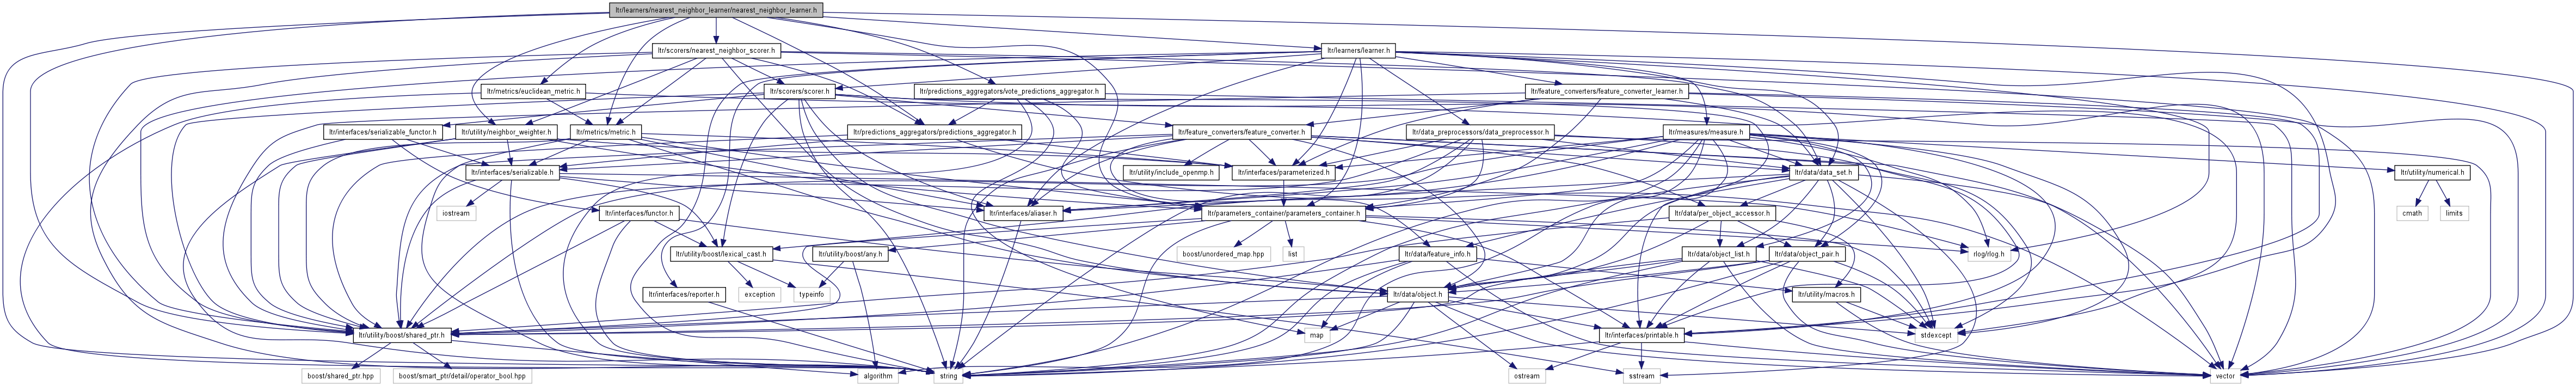 ltr/learners/nearest_neighbor_learner/nearest_neighbor_learner.h
ltr/scorers/nearest_neighbor_scorer.h
ltr/learners/learner.h
ltr/metrics/euclidean_metric.h
ltr/scorers/scorer.h
ltr/predictions_aggregators/vote_predictions_aggregator.h
ltr/feature_converters/feature_converter_learner.h
ltr/interfaces/serializable_functor.h
ltr/utility/neighbor_weighter.h
ltr/metrics/metric.h
ltr/predictions_aggregators/predictions_aggregator.h
ltr/feature_converters/feature_converter.h
ltr/data_preprocessors/data_preprocessor.h
ltr/measures/measure.h
ltr/interfaces/serializable.h
ltr/utility/include_openmp.h
ltr/interfaces/parameterized.h
ltr/data/data_set.h
ltr/utility/numerical.h
iostream
ltr/interfaces/functor.h
ltr/interfaces/aliaser.h
ltr/parameters_container/parameters_container.h
ltr/data/per_object_accessor.h
cmath
limits
ltr/utility/boost/lexical_cast.h
ltr/utility/boost/any.h
boost/unordered_map.hpp
list
ltr/data/feature_info.h
ltr/data/object_list.h
ltr/data/object_pair.h
rlog/rlog.h
ltr/interfaces/reporter.h
exception
typeinfo
ltr/data/object.h
ltr/utility/macros.h
ltr/utility/boost/shared_ptr.h
map
ltr/interfaces/printable.h
stdexcept
boost/shared_ptr.hpp
boost/smart_ptr/detail/operator_bool.hpp
algorithm
string
ostream
sstream
vector